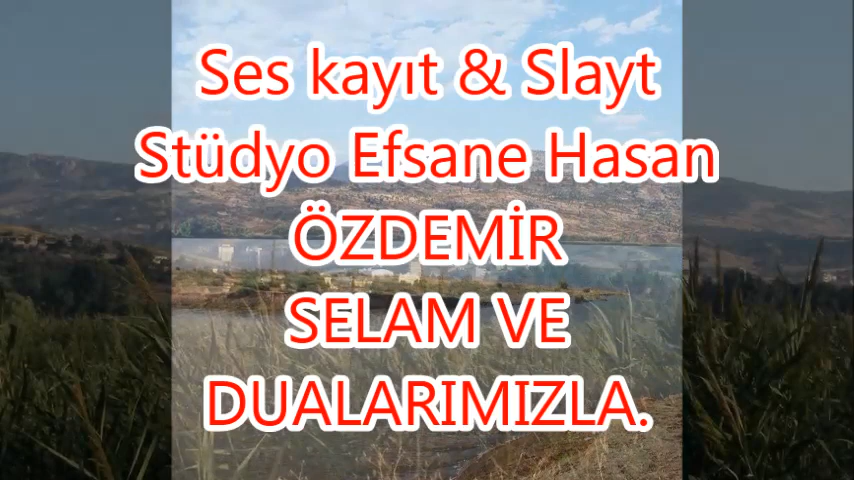 Ses kayıt & Slayt
Stüdyo Efsane Hasan
ÖZDEMİR
SELAM VE
DUALARIMIZLA.